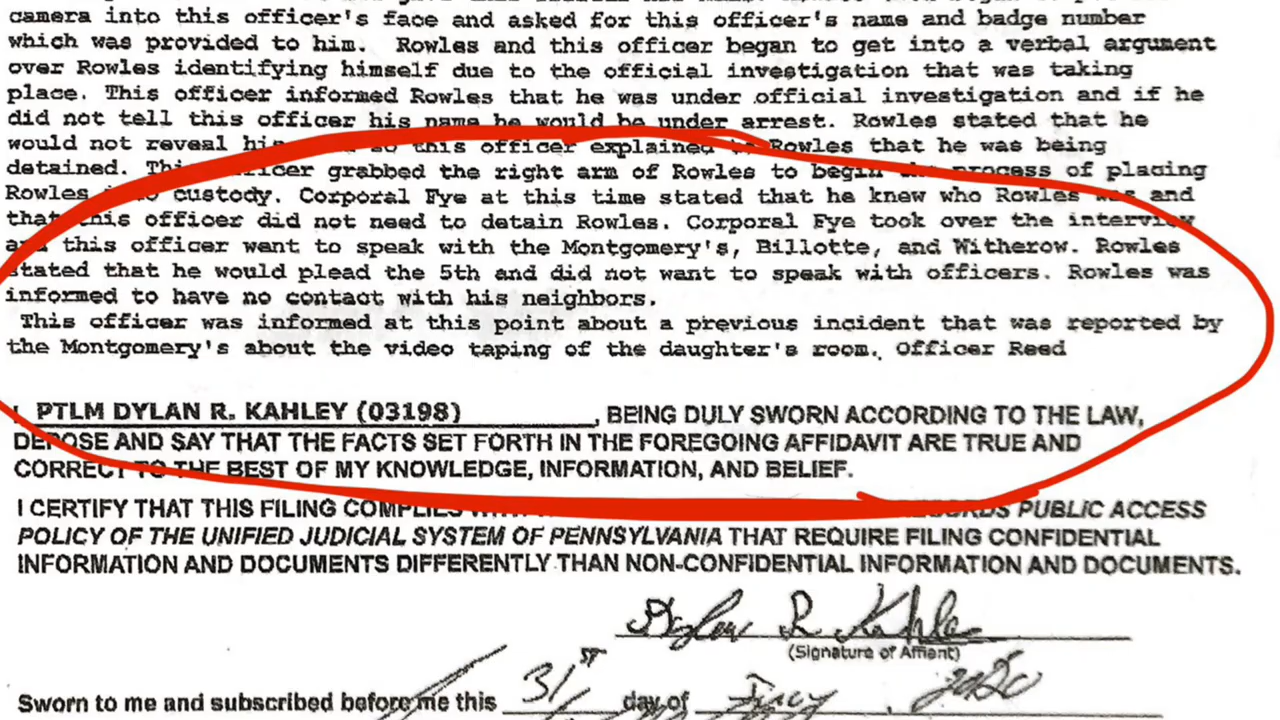 camera into this officer's face and asked for this officer's name and badge number
which was provided to him. Rowles and this officer began to get into a verbal argument
over Rowles identifying himself due to the official investigation that was taking
place. This officer informed Rowles that he was under official investigation and if he
did not tell this officer his name he would be under arrest. Rowles stated that he
would not reveal his so this officer explained to Rowles that he was being
detained. This officer grabbed the right arm of Rowles to begin the process of placing
Rowles into custody. Corporal Fye at this time stated that he knew who Rowles was and
that this officer did not need to detain Rowles. Corporal Fye took over the interview
and this officer went to speak with the Montgomery's, Billotte, and Witherow. Rowles
stated that he would plead the 5th and did not want to speak with officers. Rowles was
informed to have no contact with his neighbors.
This officer was informed at this point about a previous incident that was reported by
the Montgomery's about the video taping of the daughter's room. Officer Reed
I, PTLM DYLAN R. KAHLEY (03198), BEING DULY SWORN ACCORDING TO THE LAW,
DEPOSE AND SAY THAT THE FACTS SET FORTH IN THE FOREGOING AFFIDAVIT ARE TRUE AND
CORRECT TO THE BEST OF MY KNOWLEDGE, INFORMATION, AND BELIEF.
I CERTIFY THAT THIS FILING COMPLIES WITH RECORDS PUBLIC ACCESS
POLICY OF THE UNIFIED JUDICIAL SYSTEM OF PENNSYLVANIA THAT REQUIRE FILING CONFIDENTIAL
INFORMATION AND DOCUMENTS DIFFERENTLY THAN NON-CONFIDENTIAL INFORMATION AND DOCUMENTS.
Dylan R Kahley
(Signature of Affiant)
Sworn to me and subscribed before me this 31ST day of July, 2020